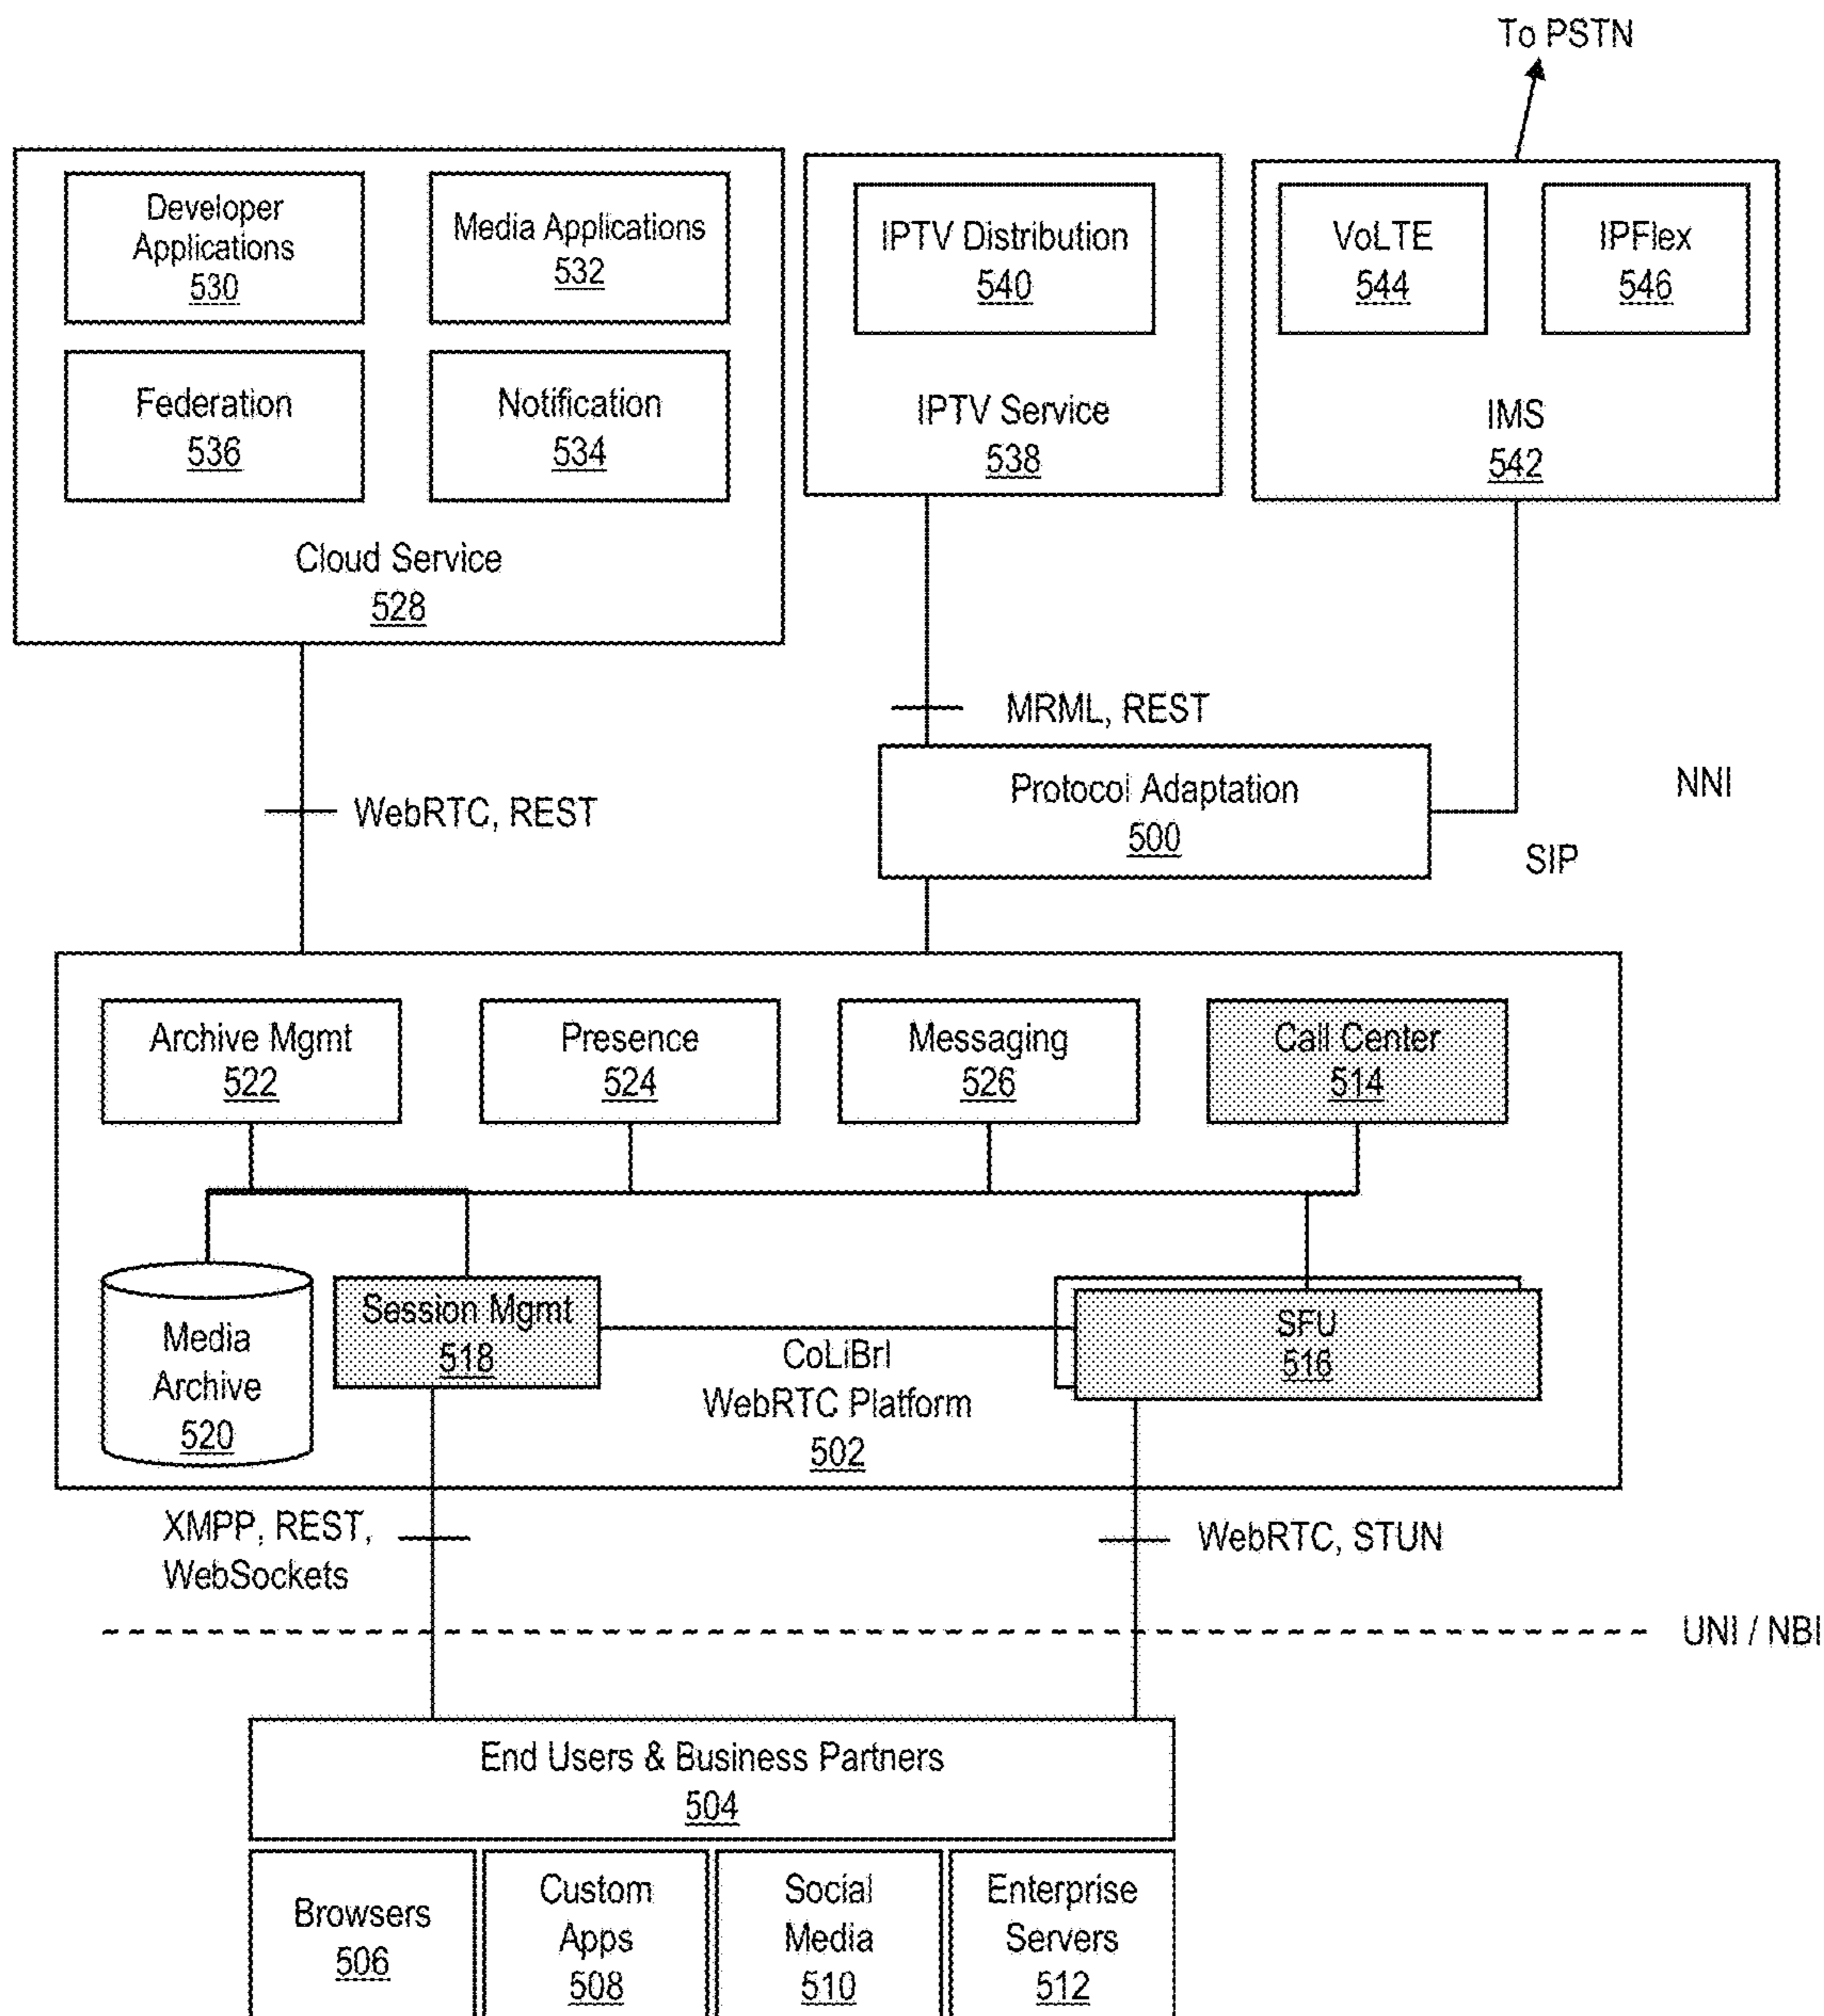 To PSTN
Developer
Applications
530
Media Applications
532
Federation
536
Notification
534
Cloud Service
528
IPTV Distribution
540
IPTV Service
538
VoLTE
544
IPFlex
546
IMS
542
WebRTC, REST
MRML, REST
Protocol Adaptation
500
NNI
SIP
Archive Mgmt
522
Presence
524
Messaging
526
Call Center
514
Media
Archive
520
Session Mgmt
518
CoLiBrI
WebRTC Platform
502
SFU
516
XMPP, REST,
WebSockets
WebRTC, STUN
UNI / NBI
End Users & Business Partners
504
Browsers
506
Custom
Apps
508
Social
Media
510
Enterprise
Servers
512